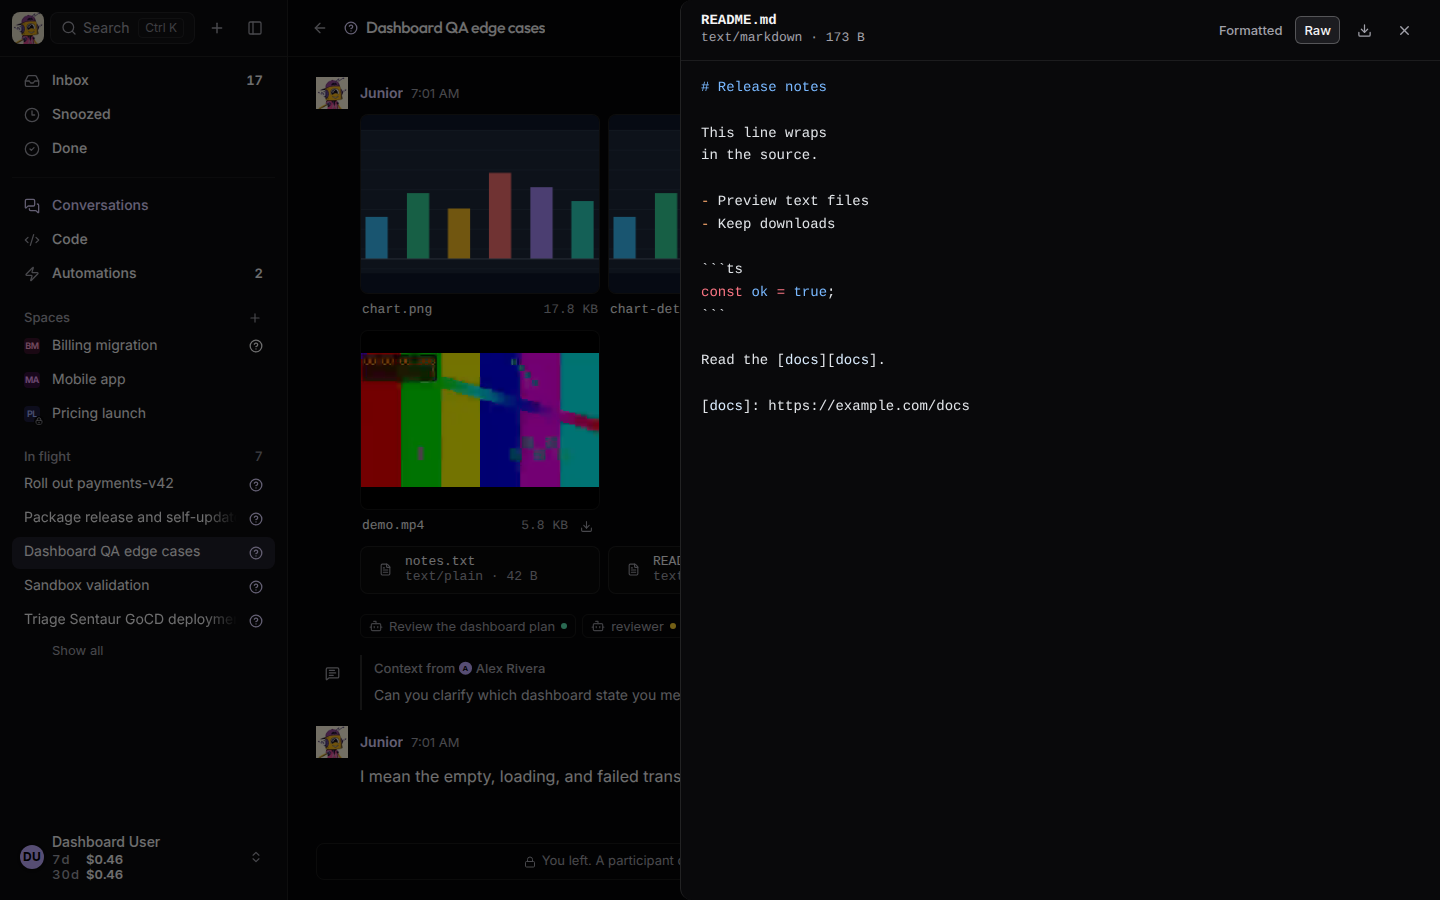 Search Ctrl K
Inbox 17
Snoozed
Done
Conversations
Code
Automations 2
Spaces
BM Billing migration
MA Mobile app
PL Pricing launch
In flight 7
Roll out payments-v42
Package release and self-updat
Dashboard QA edge cases
Sandbox validation
Triage Sentaur GoCD deployme
Show all
DU Dashboard User
7d $0.46
30d $0.46
Dashboard QA edge cases
Junior 7:01 AM
chart.png 17.8 KB chart-det
demo.mp4 5.8 KB
notes.txt
text/plain · 42 B
READ
text
Review the dashboard plan reviewer
Context from A Alex Rivera
Can you clarify which dashboard state you me
Junior 7:01 AM
I mean the empty, loading, and failed trans
You left. A participant
README.md
text/markdown · 173 B
Formatted Raw
# Release notes
This line wraps
in the source.
- Preview text files
- Keep downloads
```ts
const ok = true;
```
Read the [docs][docs].
[docs]: https://example.com/docs